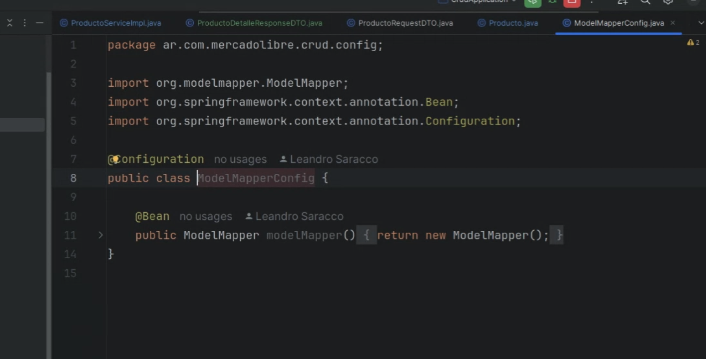 CrudApplication
ProductoServiceImpl.java ProductoDetalleResponseDTO.java ProductoRequestDTO.java Producto.java ModelMapperConfig.java
2
1 package ar.com.mercadolibre.crud.config;
2
3 import org.modelmapper.ModelMapper;
4 import org.springframework.context.annotation.Bean;
5 import org.springframework.context.annotation.Configuration;
6
7 @Configuration no usages Leandro Saracco
8 public class ModelMapperConfig {
9
10 @Bean no usages Leandro Saracco
11 public ModelMapper modelMapper() { return new ModelMapper(); }
14 }
15